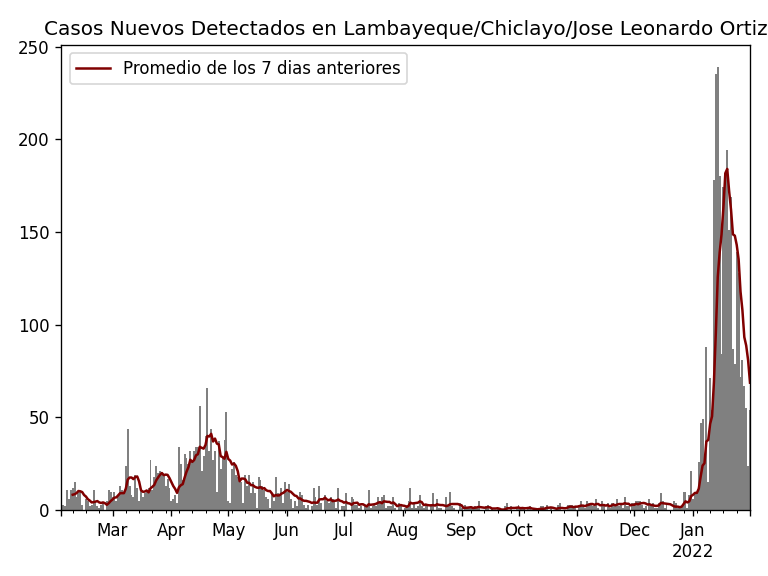 Casos Nuevos Detectados en Lambayeque/Chiclayo/Jose Leonardo Ortiz
Promedio de los 7 dias anteriores
250
200
150
100
50
0
Mar Apr May Jun Jul Aug Sep Oct Nov Dec Jan
2022